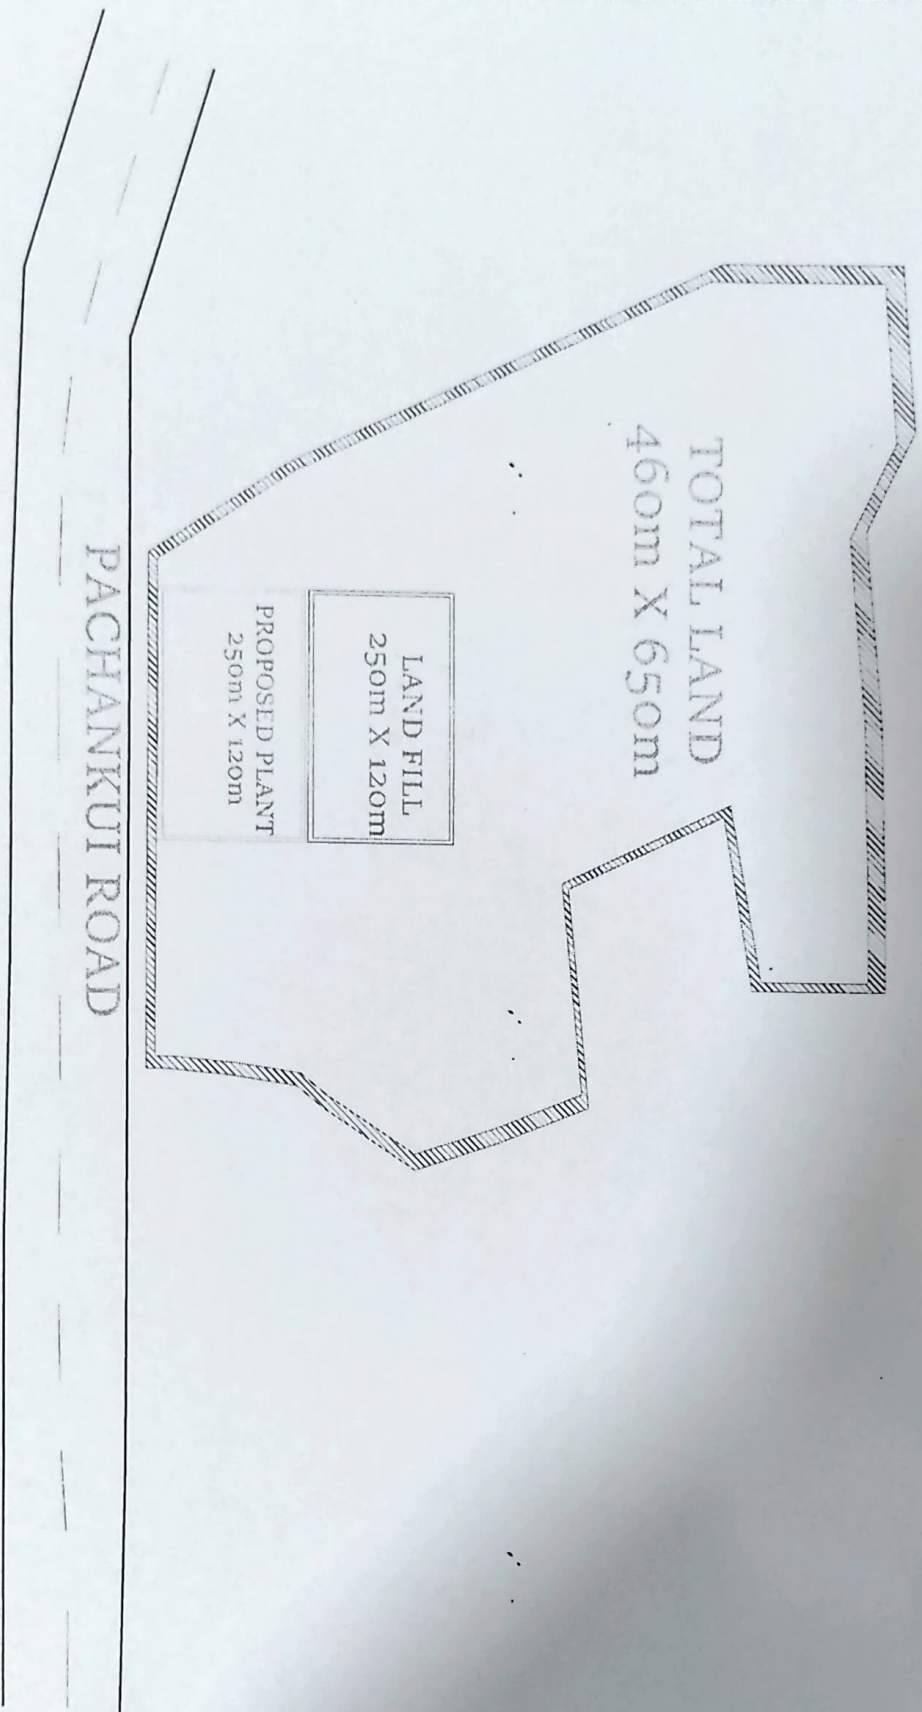 TOTAL LAND
460m X 650m
LAND FILL
250m X 120m
PROPOSED PLANT
250m X 120m
PACHANKUI ROAD